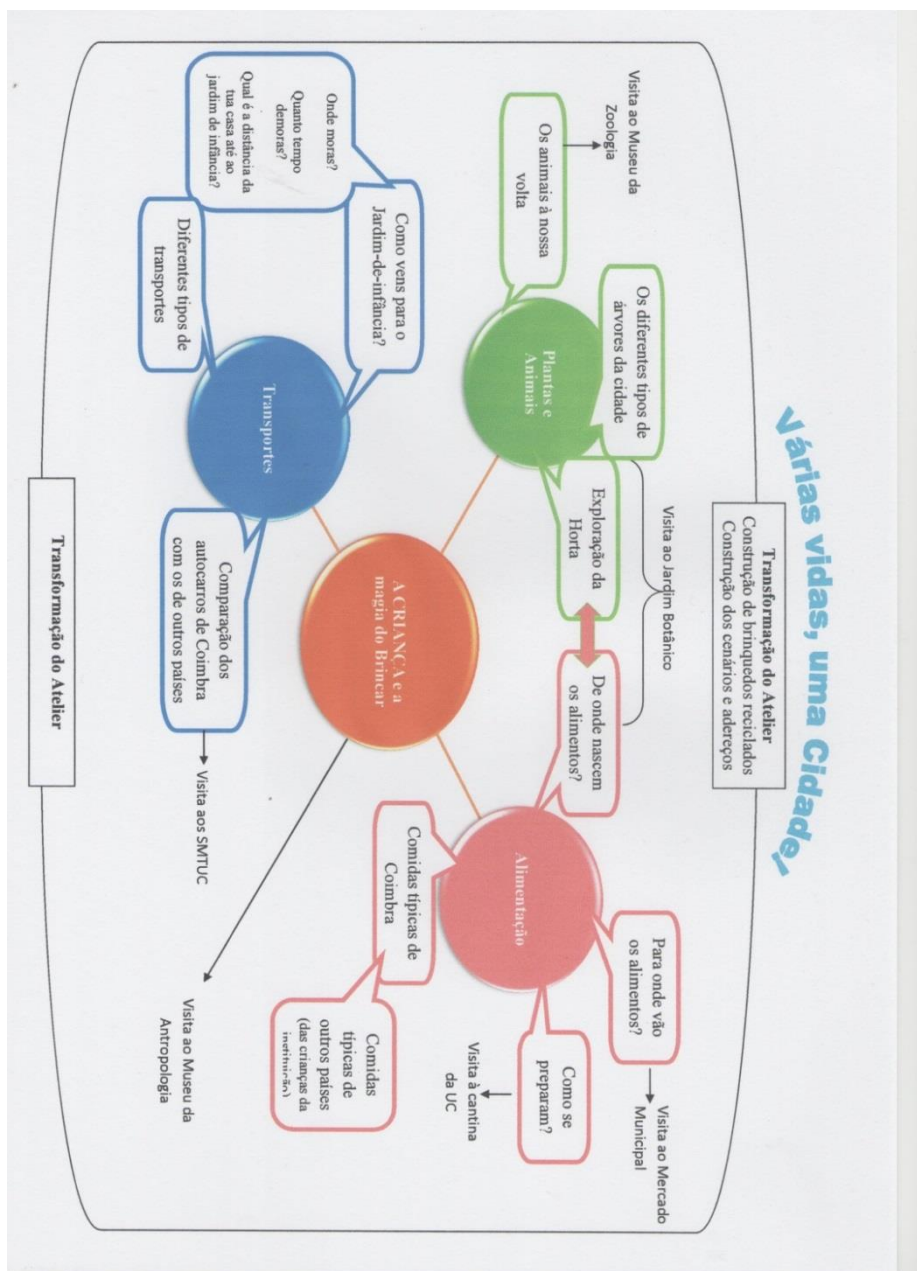 Várias vidas, uma Cidade!
Transformação do Atelier
Construção de brinquedos reciclados
Construção dos cenários e adereços
Visita ao Jardim Botânico
Visita ao Museu da
Zoologia
Os animais à nossa
volta
Os diferentes tipos de
árvores da cidade
Plantas e
Animais
Exploração da
Horta
De onde nascem
os alimentos?
Para onde vão
os alimentos?
Visita ao Mercado
Municipal
Alimentação
Como se
preparam?
Visita à cantina
da UC
Comidas típicas de
Coimbra
Comidas
típicas de
outros países
(das crianças da
instituição)
A CRIANÇA e a
magia do Brincar
Visita ao Museu da
Antropologia
Transportes
Como vens para o
Jardim-de-infância?
Onde moras?
Quanto tempo
demoras?
Qual é a distância da
tua casa até ao
jardim de infância?
Diferentes tipos de
transportes
Comparação dos
autocarros de Coimbra
com os de outros países
Visita aos SMTUC
Transformação do Atelier